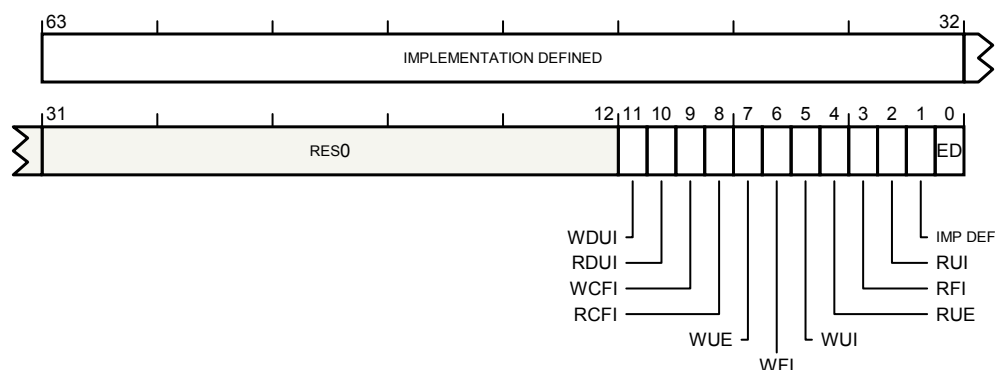 63 32
IMPLEMENTATION DEFINED
31 12 11 10 9 8 7 6 5 4 3 2 1 0
RES0 ED
WDUI IMP DEF
RDUI RUI
WCFI RFI
RCFI RUE
WUE WUI
WFI